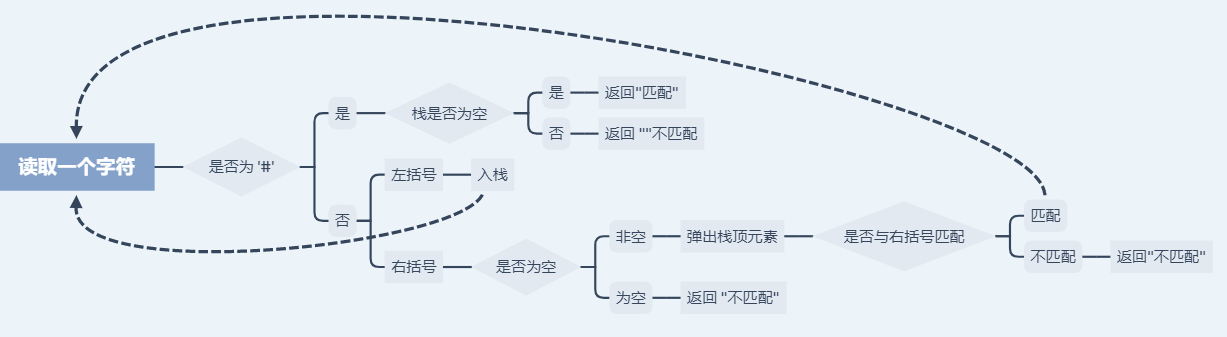 读取一个字符
是否为 '#'
是
栈是否为空
是
返回"匹配"
否
返回 ""不匹配
否
左括号
入栈
右括号
是否为空
非空
弹出栈顶元素
是否与右括号匹配
匹配
不匹配
返回"不匹配"
为空
返回 "不匹配"